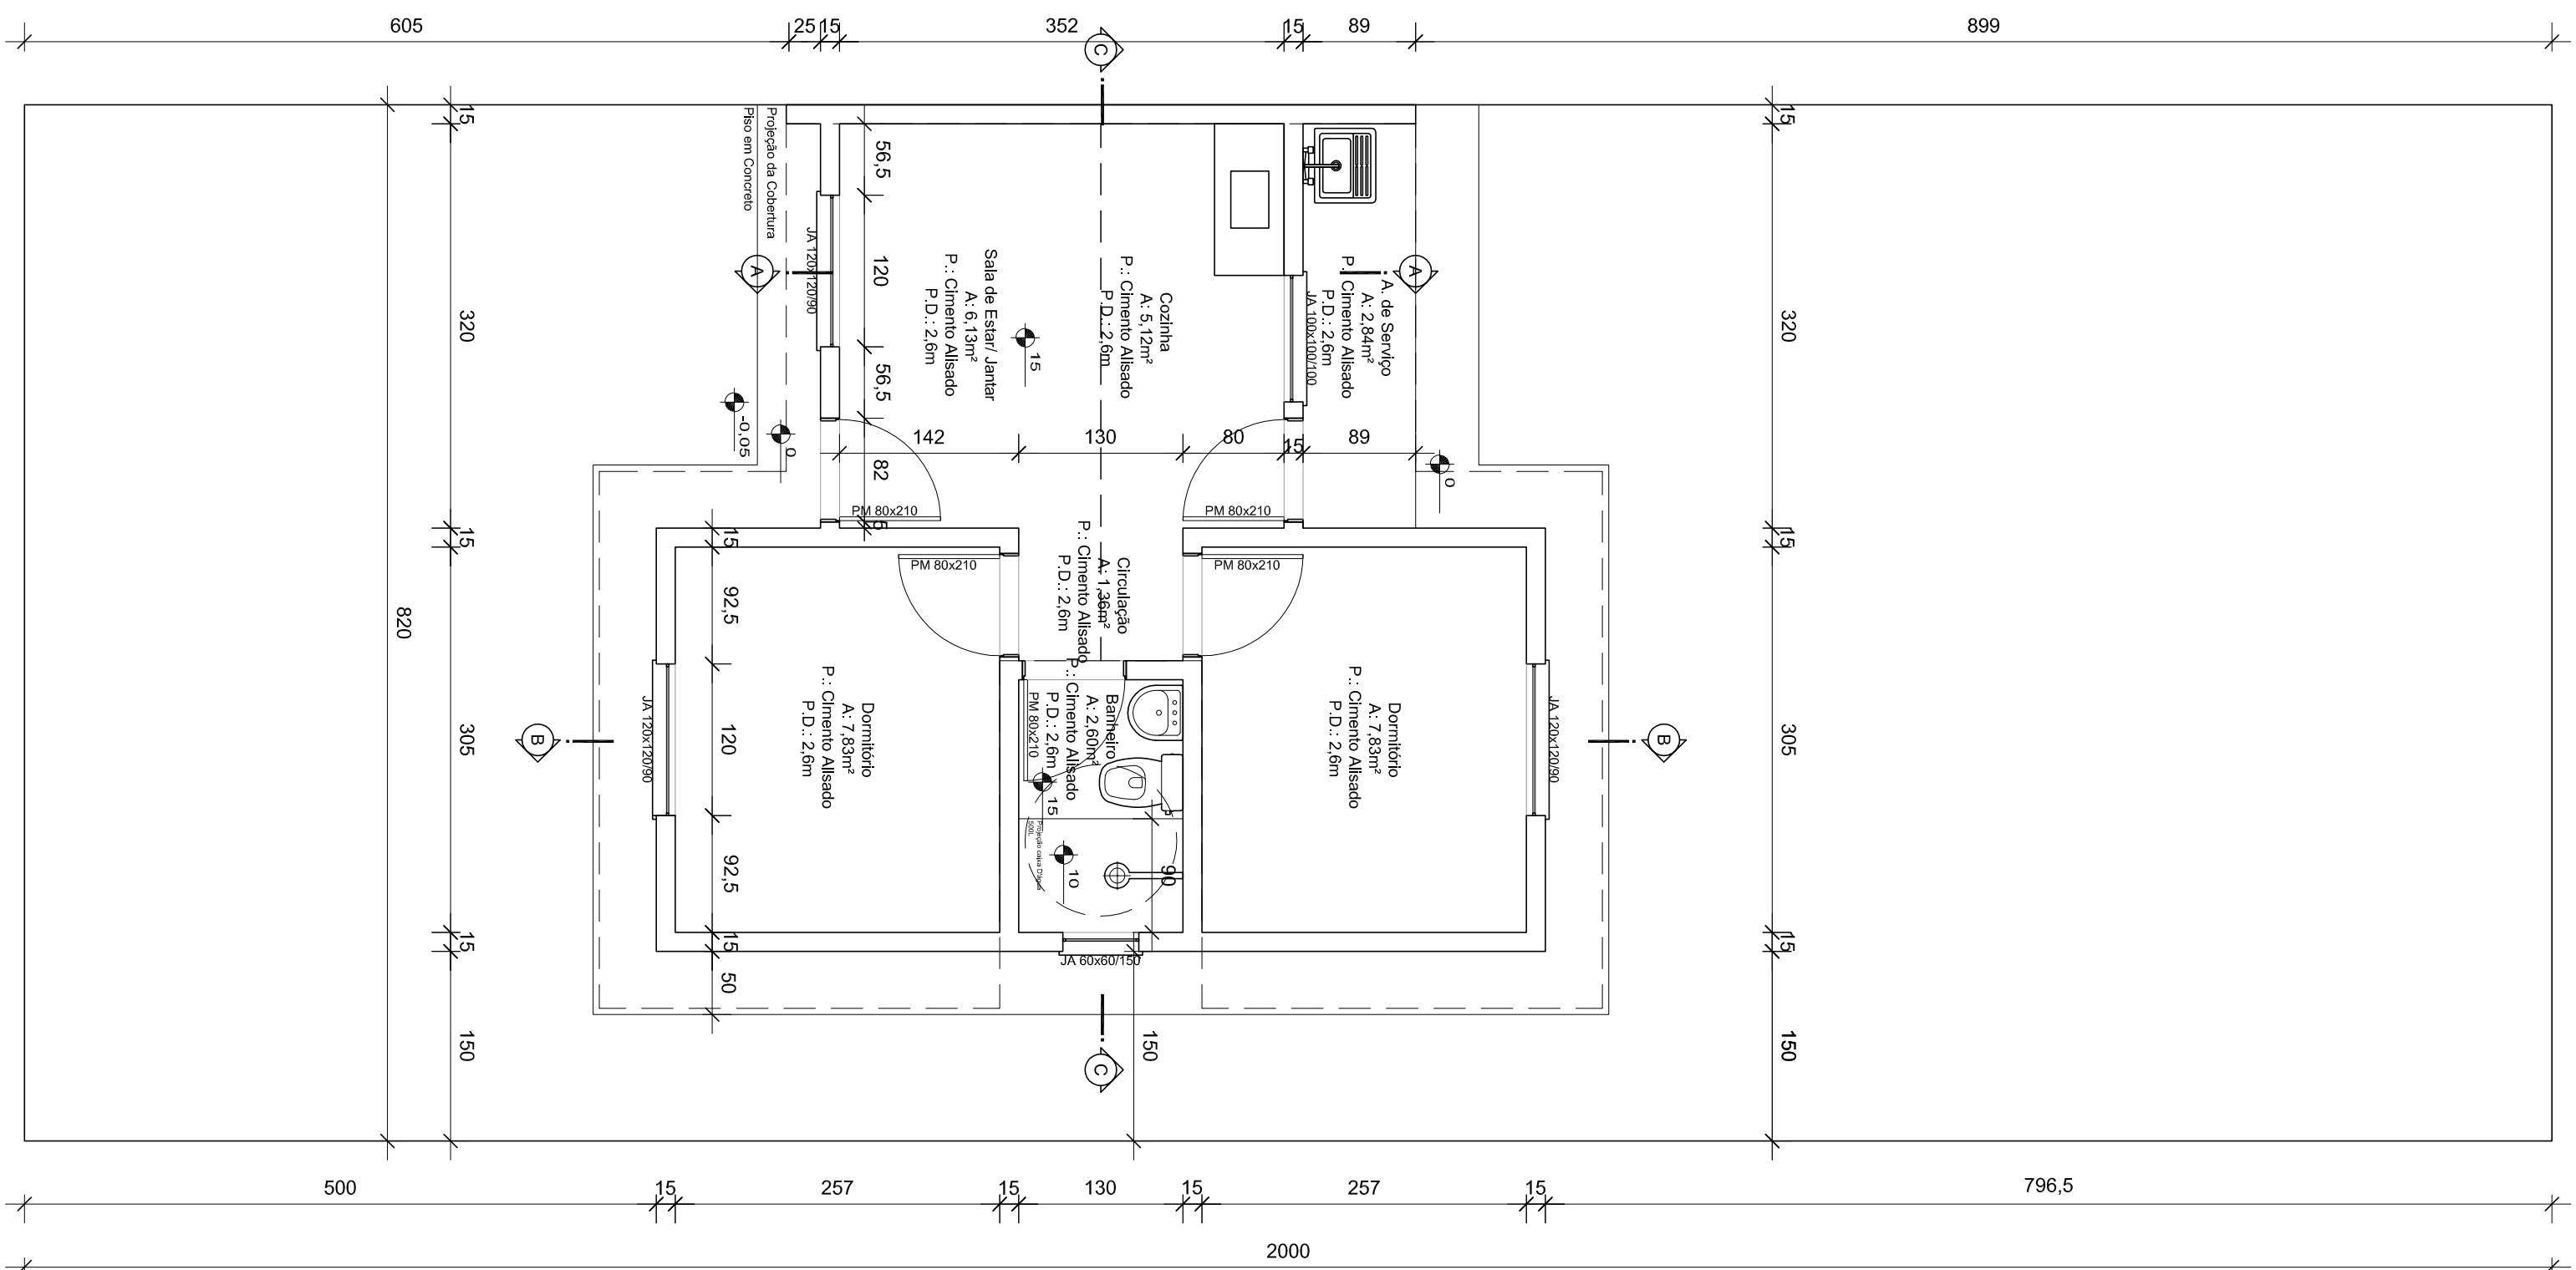 605
25
15
352
15
89
899
C
15
320
15
305
15
150
820
Projeção da Cobertura
Piso em Concreto
JA 120x120/90
A
56,5
120
56,5
82
5
Sala de Estar/ Jantar
A: 6,13m²
P.: Cimento Alisado
P.D.: 2,6m
15
Cozinha
A: 5,12m²
P.: Cimento Alisado
P.D.: 2,6m
A. de Serviço
A: 2,84m²
P.: Cimento Alisado
P.D.: 2,6m
JA 100x100/100
A
15
320
15
305
15
150
-0,05
0
0
142
130
80
15
89
PM 80x210
PM 80x210
PM 80x210
PM 80x210
Circulação
A: 1,36m²
P.: Cimento Alisado
P.D.: 2,6m
15
92,5
120
92,5
15
50
JA 120x120/90
B
Dormitório
A: 7,83m²
P.: CImento Alisado
P.D.: 2,6m
Banheiro
A: 2,60m²
P.: Cimento Alisado
P.D.: 2,6m
PM 80x210
15
Projeção caixa D'água
500L
10
90
Dormitório
A: 7,83m²
P.: CImento Alisado
P.D.: 2,6m
JA 120x120/90
B
JA 60x60/150
150
C
500
15
257
15
130
15
257
15
796,5
2000